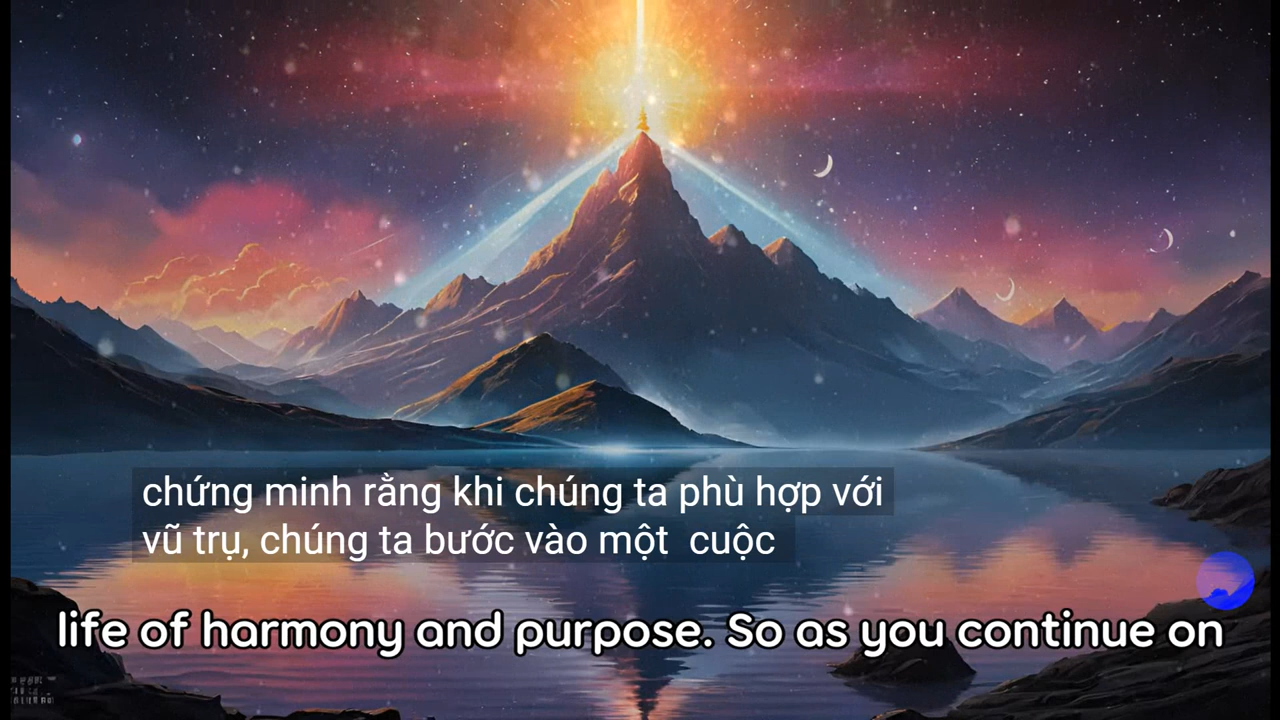 chứng minh rằng khi chúng ta phù hợp với
vũ trụ, chúng ta bước vào một cuộc
life of harmony and purpose. So as you continue on